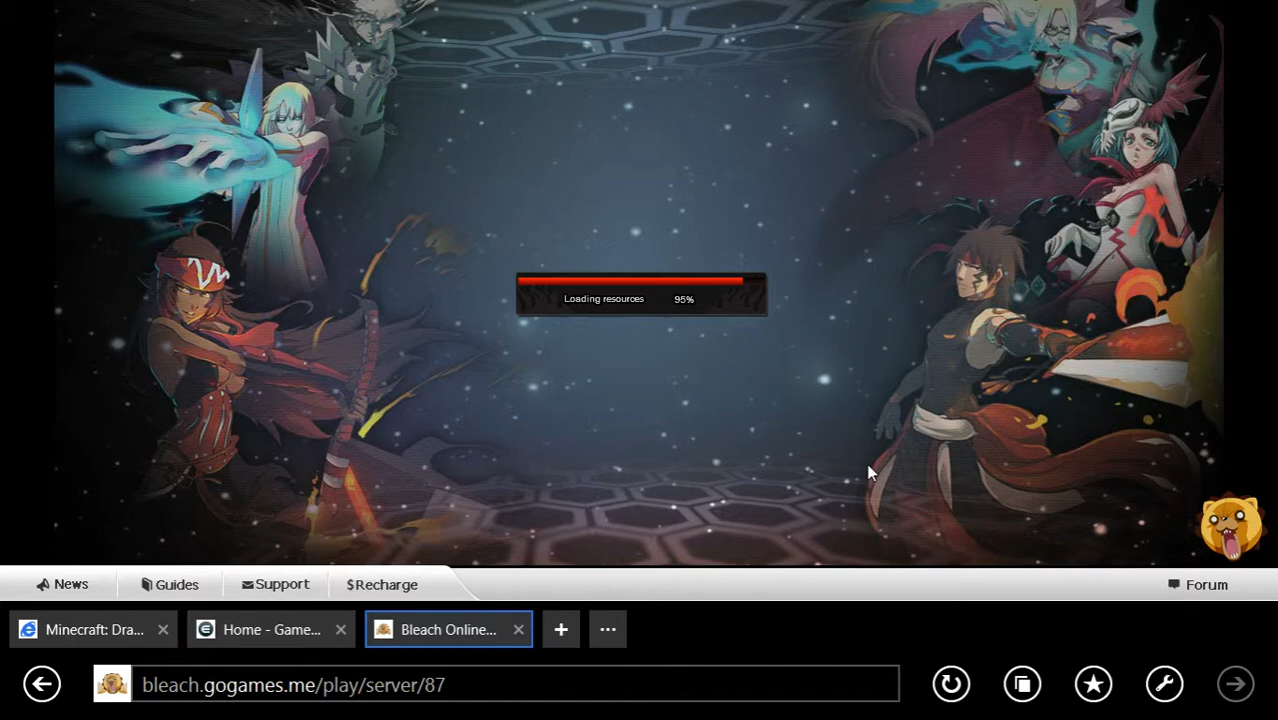 Loading resources 95%
News Guides Support $Recharge Forum
Minecraft: Dra... Home - Game... Bleach Online...
bleach.gogames.me/play/server/87